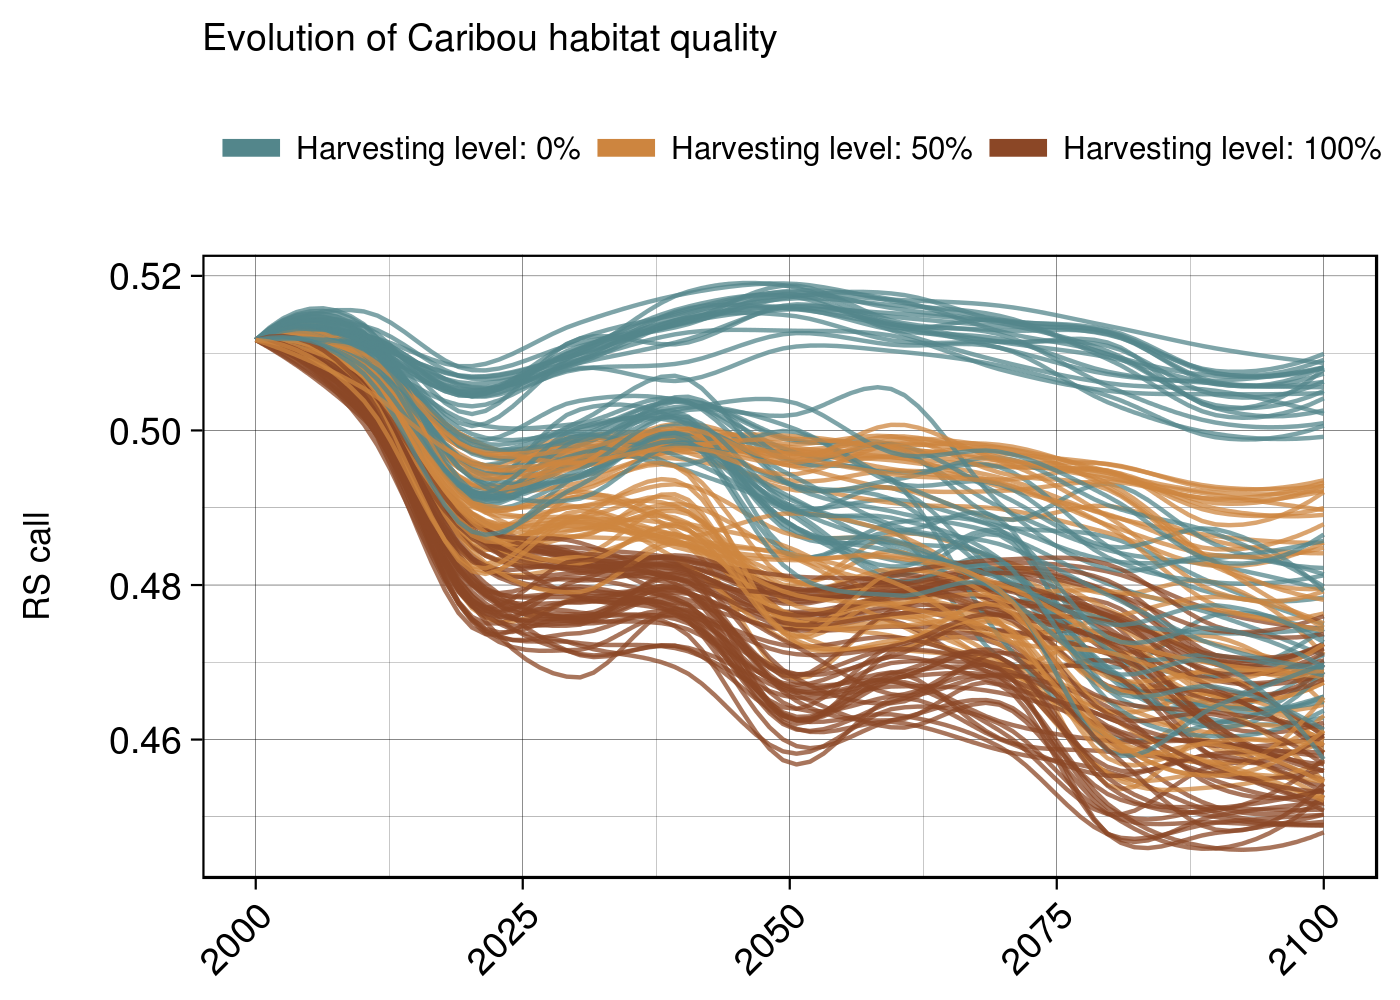 Evolution of Caribou habitat quality
Harvesting level: 0% Harvesting level: 50% Harvesting level: 100%
0.52
0.50
0.48
0.46
RS call
2000 2025 2050 2075 2100